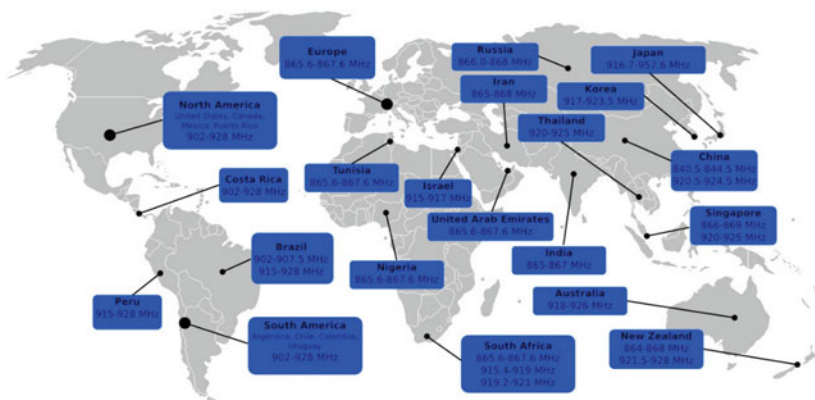 Europe
865.6-867.6 MHz
Russia
866.0-868 MHz
Japan
916.7-957.6 MHz
Iran
865-868 MHz
Korea
917-923.5 MHz
North America
United States, Canada,
Mexico, Puerto Rico
902-928 MHz
Thailand
920-925 MHz
China
840.5-844.5 MHz
920.5-924.5 MHz
Costa Rica
902-928 MHz
Tunisia
865.6-867.6 MHz
Israel
915-917 MHz
United Arab Emirates
865.6-867.6 MHz
Singapore
866-869 MHz
920-925 MHz
Brazil
902-907.5 MHz
915-928 MHz
Nigeria
865.6-867.6 MHz
India
865-867 MHz
Peru
915-928 MHz
Australia
918-926 MHz
South America
Argentina, Chile, Colombia,
Uruguay
902-928 MHz
South Africa
865.6-867.6 MHz
915.4-919 MHz
919.2-921 MHz
New Zealand
864-868 MHz
921.5-928 MHz